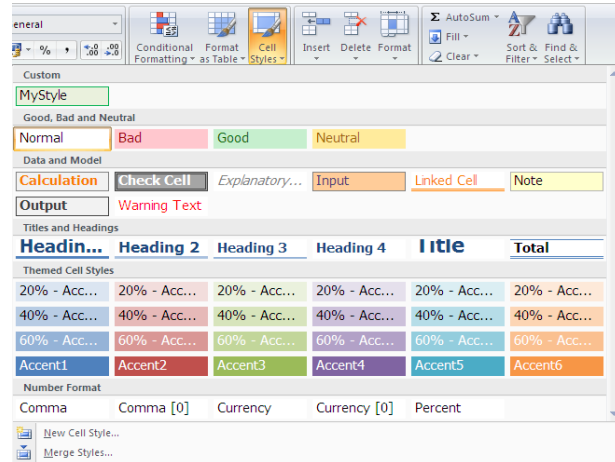 eneral
% , .0 .00 .00 .0
Conditional Formatting
Format as Table
Cell Styles
Insert Delete Format
Σ AutoSum
Fill
Clear
Sort & Filter
Find & Select
Custom
MyStyle
Good, Bad and Neutral
Normal Bad Good Neutral
Data and Model
Calculation Check Cell Explanatory... Input Linked Cell Note
Output Warning Text
Titles and Headings
Headin... Heading 2 Heading 3 Heading 4 Title Total
Themed Cell Styles
20% - Acc... 20% - Acc... 20% - Acc... 20% - Acc... 20% - Acc... 20% - Acc...
40% - Acc... 40% - Acc... 40% - Acc... 40% - Acc... 40% - Acc... 40% - Acc...
60% - Acc... 60% - Acc... 60% - Acc... 60% - Acc... 60% - Acc... 60% - Acc...
Accent1 Accent2 Accent3 Accent4 Accent5 Accent6
Number Format
Comma Comma [0] Currency Currency [0] Percent
New Cell Style...
Merge Styles...